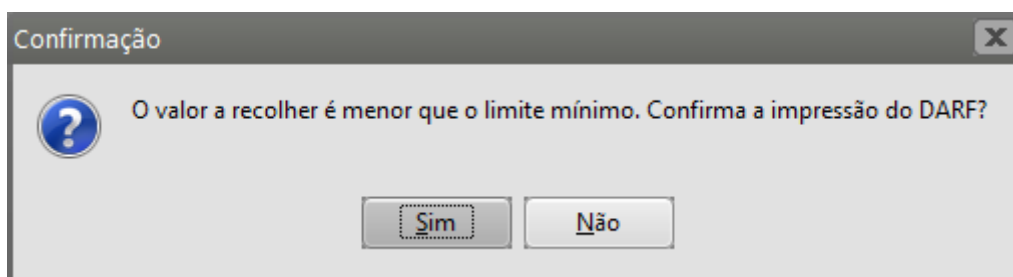 Confirmação
O valor a recolher é menor que o limite mínimo. Confirma a impressão do DARF?
Sim
Não